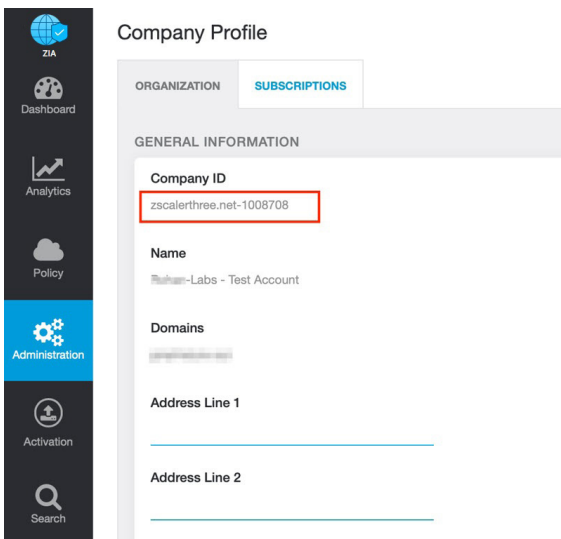 ZIA
Dashboard
Analytics
Policy
Administration
Activation
Search
Company Profile
ORGANIZATION
SUBSCRIPTIONS
GENERAL INFORMATION
Company ID
zscalerthree.net-1008708
Name
-Labs - Test Account
Domains
Address Line 1
Address Line 2